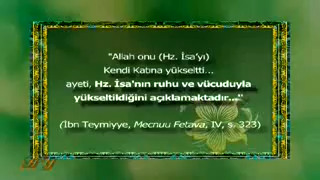 "Allah onu (Hz. İsa'yı)
Kendi Katına yükseltti...
ayeti, Hz. İsa'nın ruhu ve vücuduyla
yükseltildiğini açıklamaktadır..."
(İbn Teymiyye, Mecmuu Fetava, IV, s. 323)